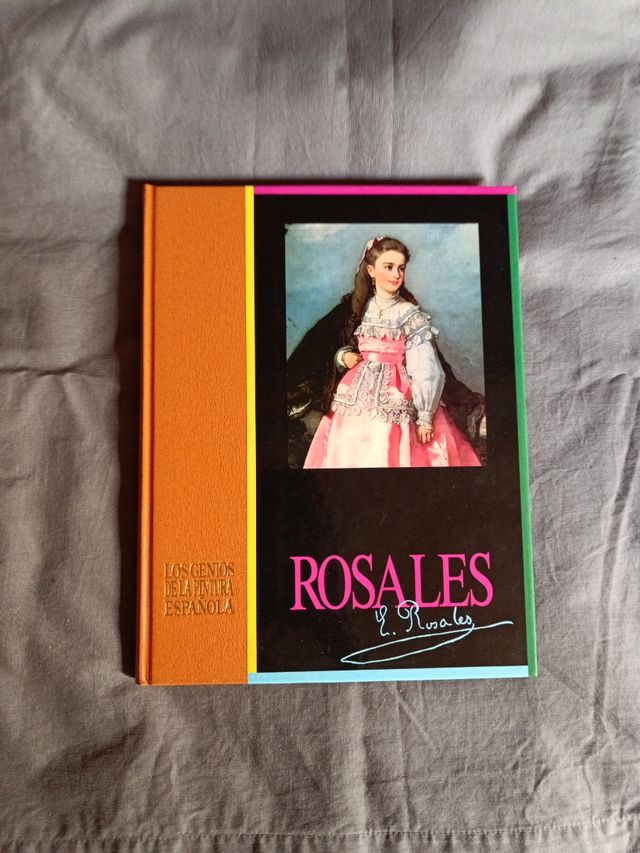 LOS GENIOS
DE LA PINTURA
ESPAÑOLA
ROSALES
E. Rosales